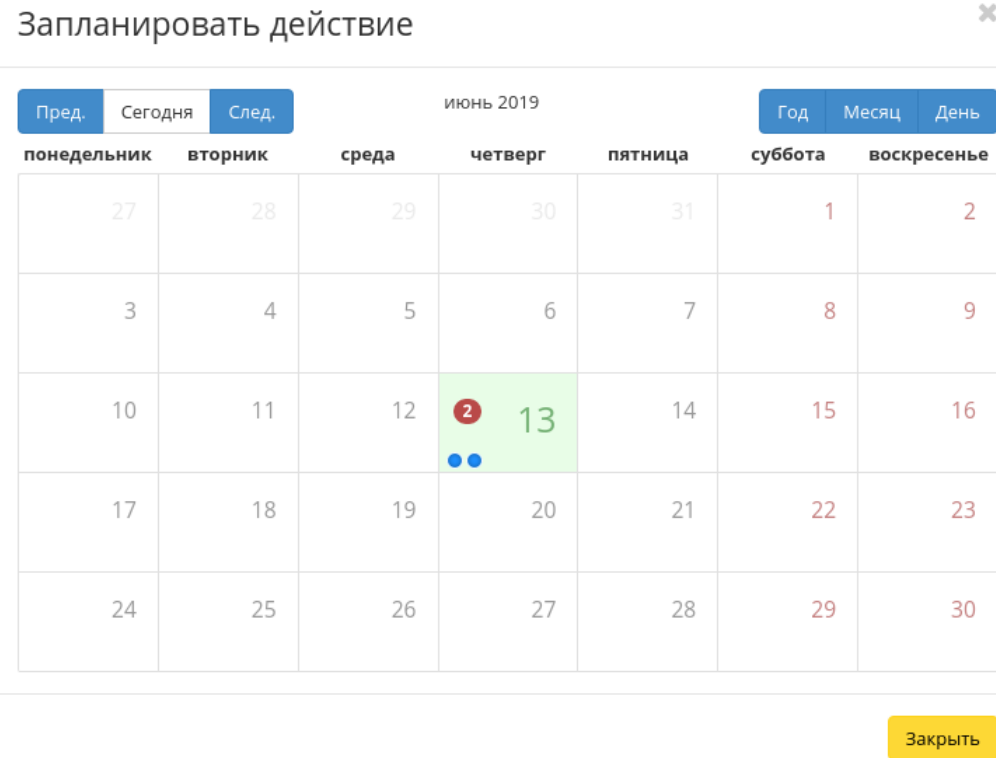 Запланировать действие ×
Пред. Сегодня След. июнь 2019 Год Месяц День
понедельник вторник среда четверг пятница суббота воскресенье
27 28 29 30 31 1 2
3 4 5 6 7 8 9
10 11 12 2 13 14 15 16
17 18 19 20 21 22 23
24 25 26 27 28 29 30
Закрыть